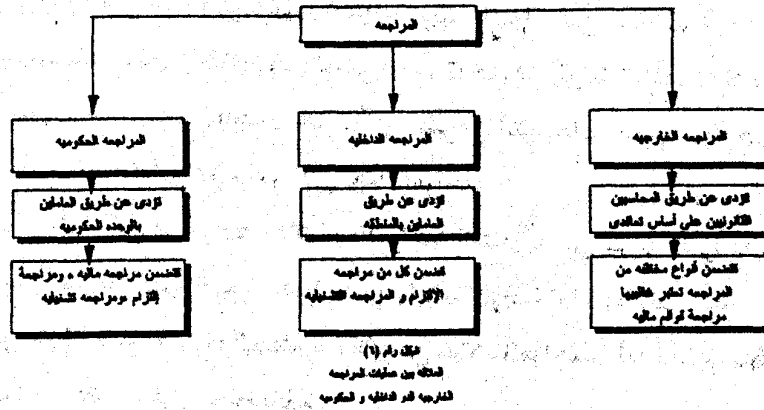 المراجعه
المراجعه الخارجيه
المراجعه الداخليه
المراجعه الحكوميه
تؤدى عن طريق المحاسبين
القانونيين على أساس تعاقدى
تؤدى عن طريق
العاملين بالمنظمه
تؤدى عن طريق العاملين
بالوحده الحكوميه
تتضمن أنواع مختلفه من
المراجعه تعتبر غالبيها
مراجعة قوائم ماليه
تتضمن كل من مراجعه
الإلتزام و المراجعه التشغيليه
تتضمن مراجعه ماليه ، ومراجعة
إلتزام ،ومراجعه تشغيليه
شكل رقم (٦)
العلاقه بين عمليات المراجعه
الخارجيه و الداخليه و الحكوميه